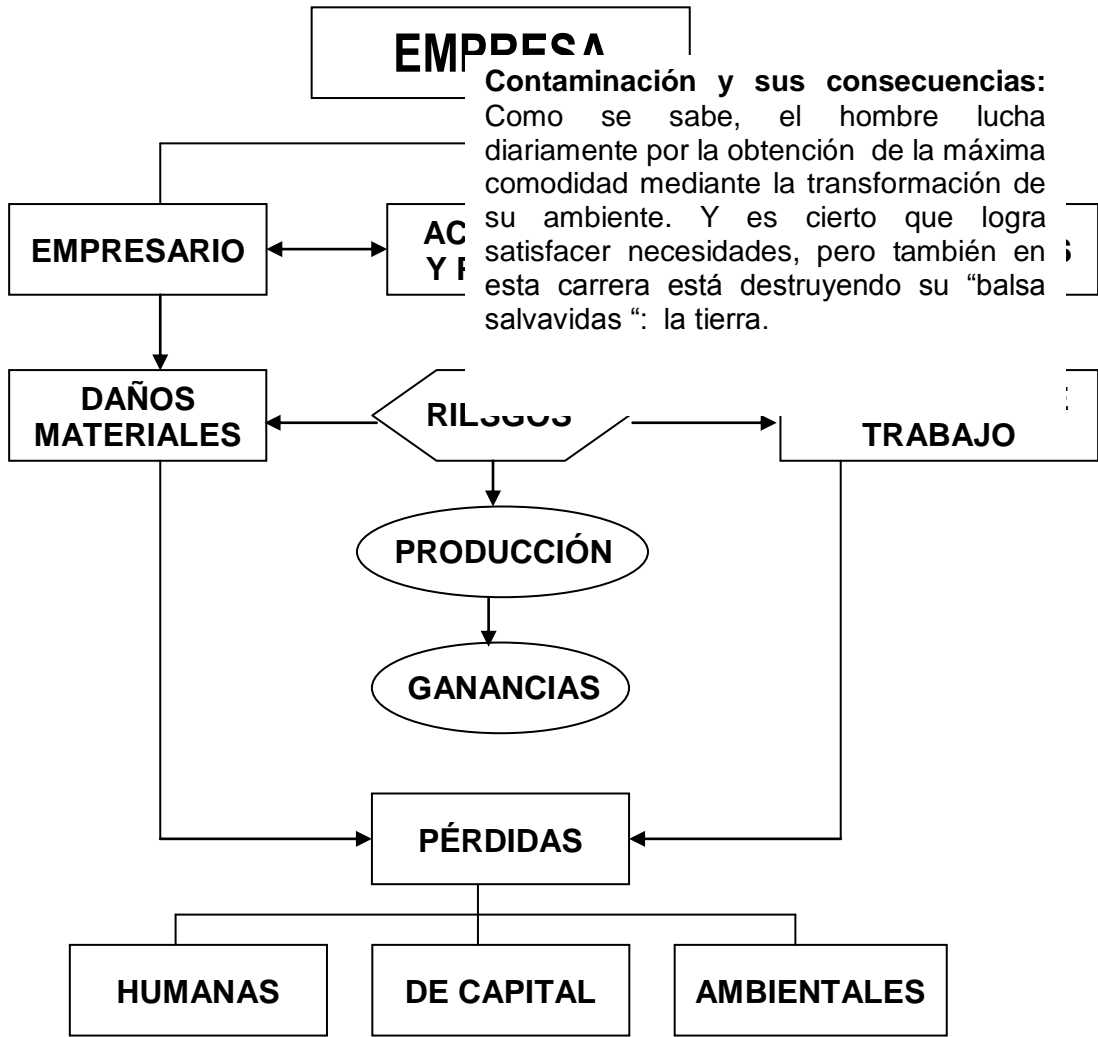 EMPRESA
Contaminación y sus consecuencias:
Como se sabe, el hombre lucha
diariamente por la obtención de la máxima
comodidad mediante la transformación de
su ambiente. Y es cierto que logra
satisfacer necesidades, pero también en
esta carrera está destruyendo su “balsa
salvavidas “: la tierra.
EMPRESARIO
DAÑOS
MATERIALES
RIESGOS
TRABAJO
PRODUCCIÓN
GANANCIAS
PÉRDIDAS
HUMANAS
DE CAPITAL
AMBIENTALES